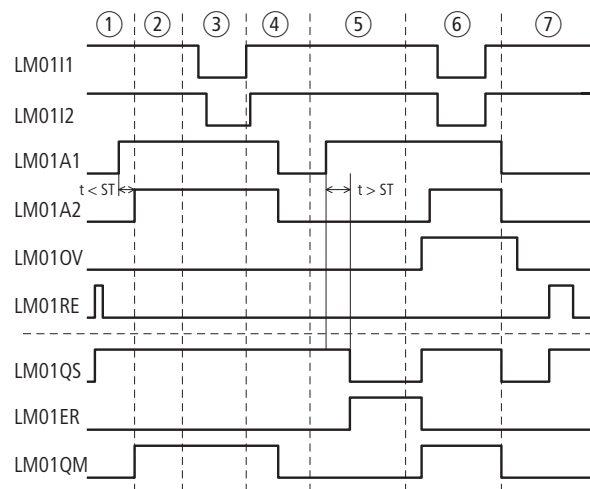 ① ② ③ ④ ⑤ ⑥ ⑦
LM01I1
LM01I2
LM01A1
t < ST
t > ST
LM01A2
LM01OV
LM01RE
LM01QS
LM01ER
LM01QM